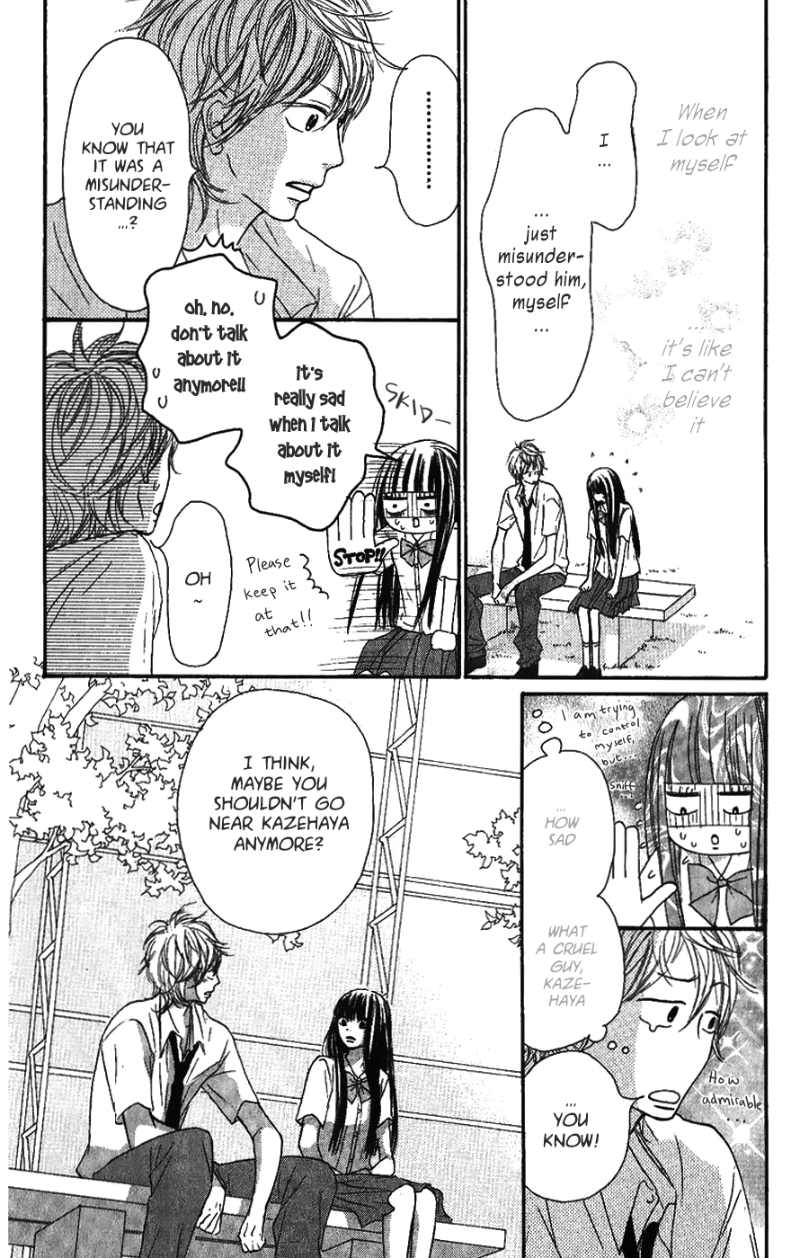 When
I look at
myself
I
...
...
just
misunder-
stood him,
myself
...
...
it's like
I can't
believe
it
.........
YOU
KNOW THAT
IT WAS A
MISUNDER-
STANDING
...?
SKID—
it's
really sad
when I talk
about it
myself!
oh, no.
don't talk
about it
anymore!!
STOP!!
Please
keep it
at
that!!
OH
~
I am trying
to control
myself,
but...
sniff
...
...
HOW
SAD
WHAT
A CRUEL
GUY,
KAZE-
HAYA
How
admirable
...
...
YOU
KNOW!
I THINK,
MAYBE YOU
SHOULDN'T GO
NEAR KAZEHAYA
ANYMORE?